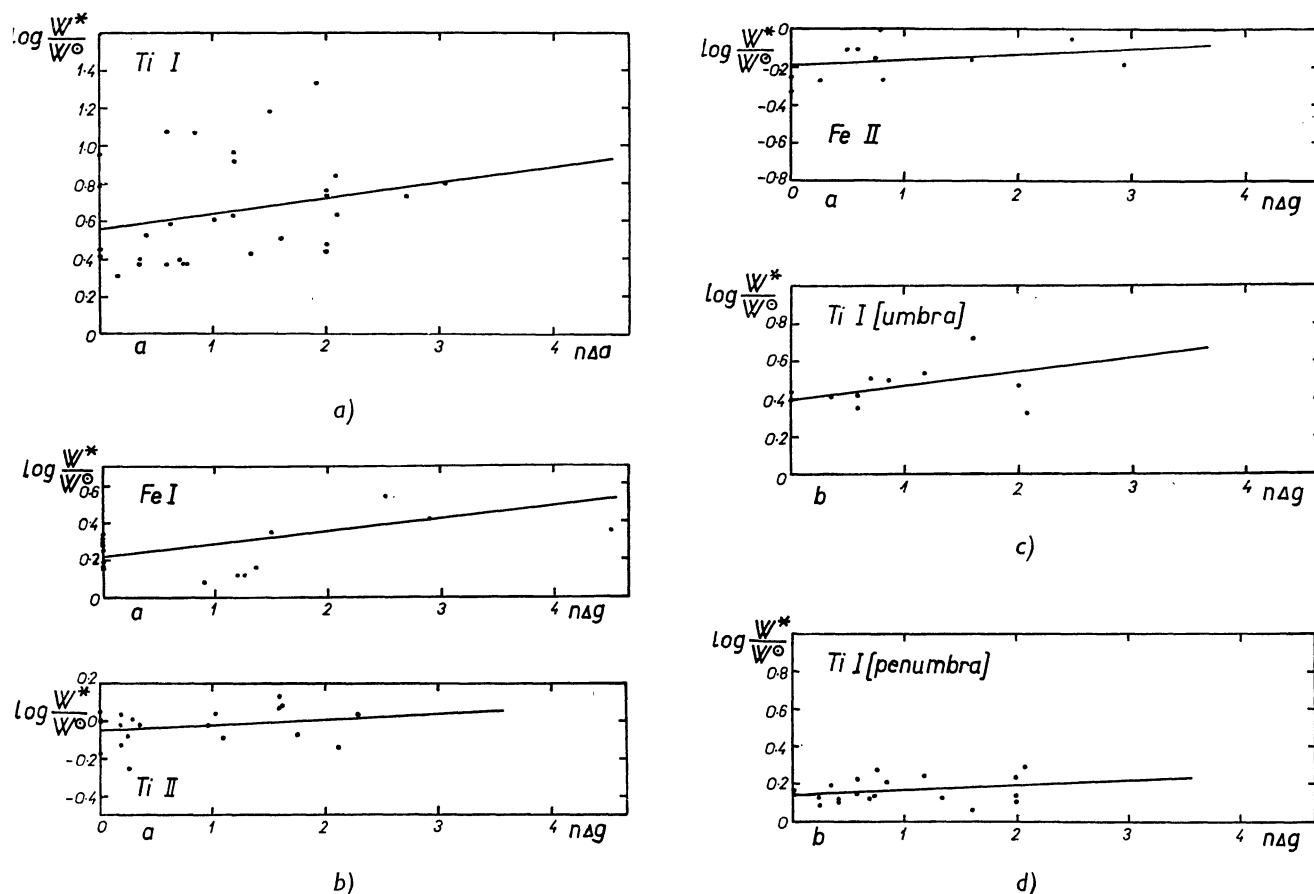 log W*/W⊙
Ti I
1·4
1·2
1·0
0·8
0·6
0·4
0·2
0
a
1
2
3
4
nΔa
a)
log W*/W⊙
Fe I
0·6
0·4
0·2
0
a
1
2
3
4
nΔg
log W*/W⊙
0·2
0·0
-0·2
-0·4
Ti II
0
a
1
2
3
4
nΔg
b)
log W*/W⊙
-0
-0·2
-0·4
-0·6
-0·8
Fe II
0
a
1
2
3
4
nΔg
log W*/W⊙
Ti I [umbra]
0·8
0·6
0·4
0·2
0
0
b
1
2
3
4
nΔg
c)
log W*/W⊙
Ti I [penumbra]
0·8
0·6
0·4
0·2
0
0
b
1
2
3
4
nΔg
d)